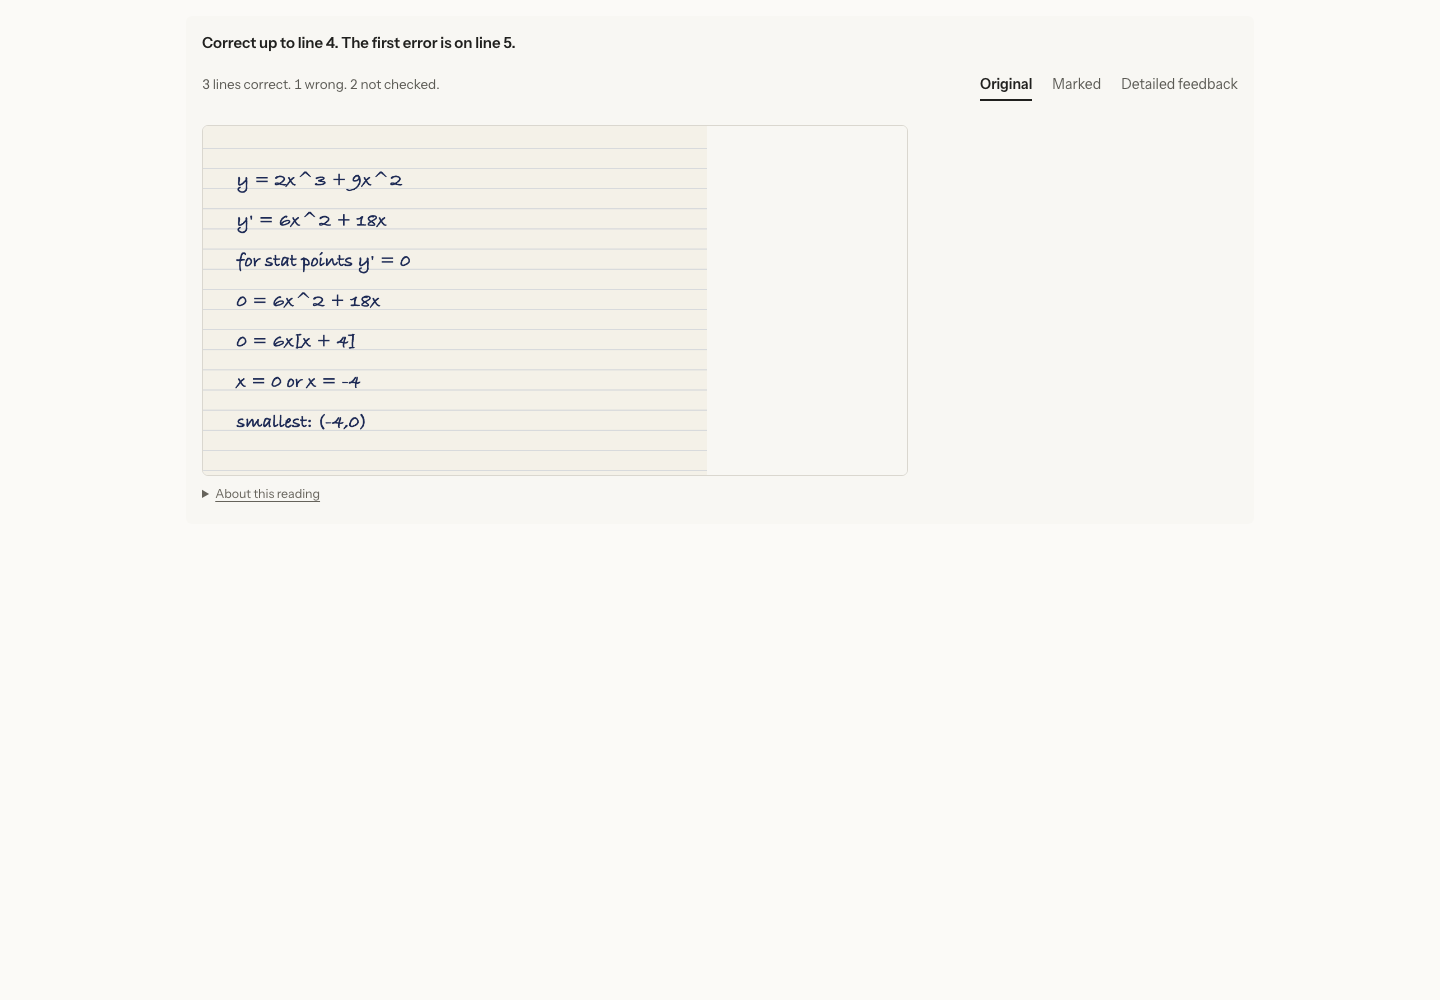 Correct up to line 4. The first error is on line 5.
3 lines correct. 1 wrong. 2 not checked.
Original Marked Detailed feedback
y = 2x^3 + 9x^2
y' = 6x^2 + 18x
for stat points y' = 0
0 = 6x^2 + 18x
0 = 6x[x + 4]
x = 0 or x = -4
smallest: (-4,0)
About this reading